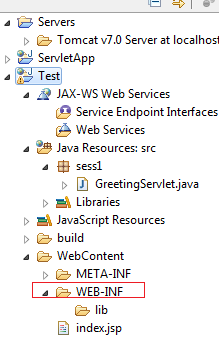 Servers
Tomcat v7.0 Server at localhost
ServletApp
Test
JAX-WS Web Services
Service Endpoint Interfaces
Web Services
Java Resources: src
sess1
GreetingServlet.java
Libraries
JavaScript Resources
build
WebContent
META-INF
WEB-INF
lib
index.jsp